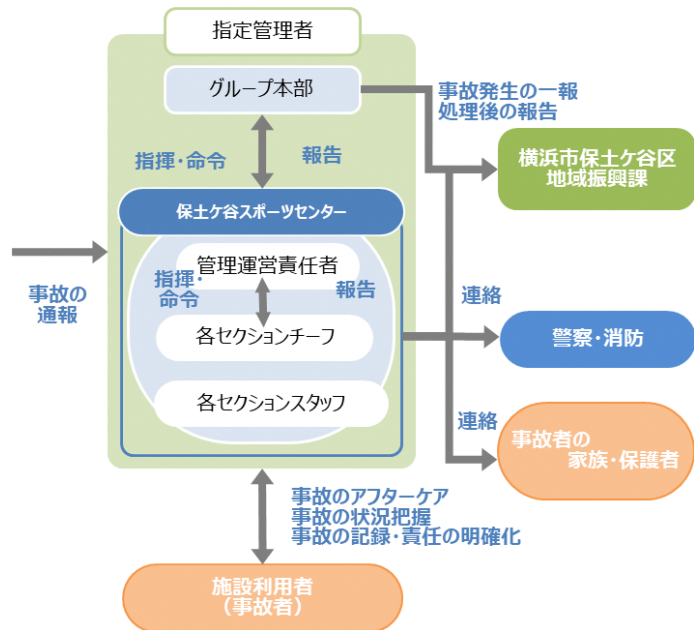 指定管理者
グループ本部
事故発生の一報
処理後の報告
指揮・命令
報告
横浜市保土ケ谷区
地域振興課
保土ケ谷スポーツセンター
管理運営責任者
指揮・
命令
報告
事故の
通報
連絡
各セクションチーフ
警察・消防
各セクションスタッフ
連絡
事故者の
家族・保護者
事故のアフターケア
事故の状況把握
事故の記録・責任の明確化
施設利用者
（事故者）